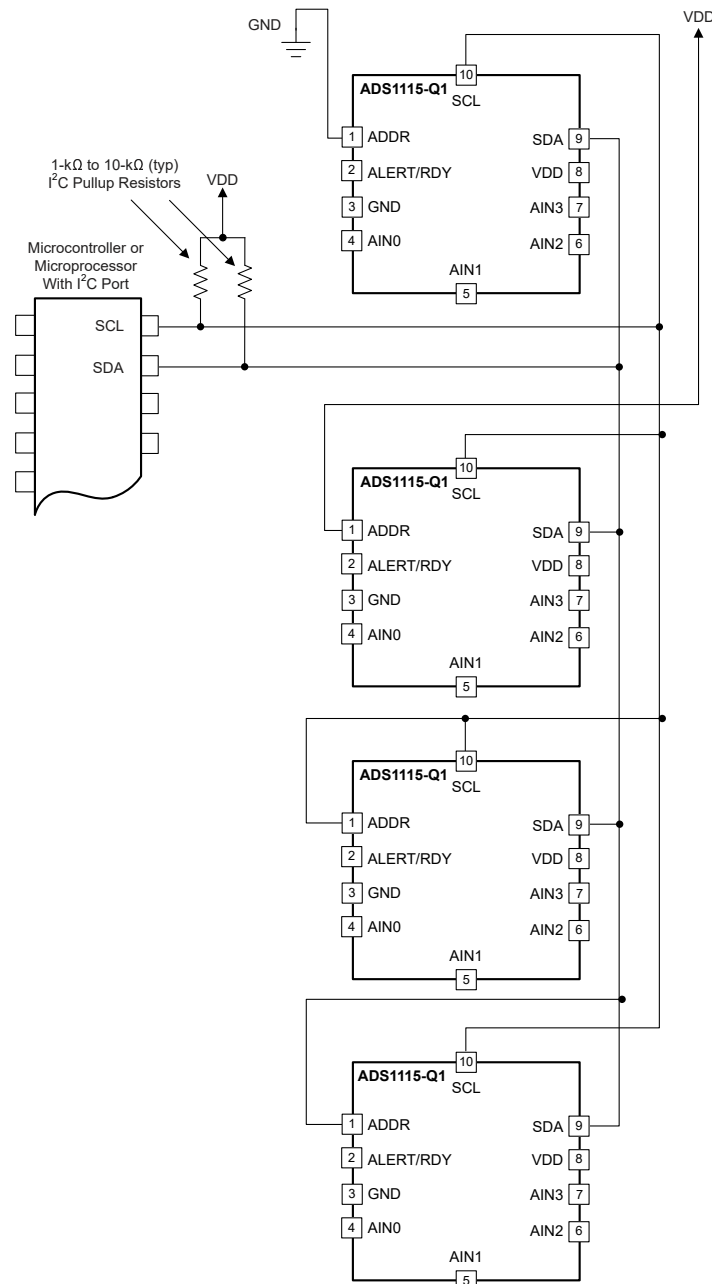 GND
VDD
10
ADS1115-Q1
SCL
1 ADDR
SDA 9
2 ALERT/RDY
VDD 8
3 GND
AIN3 7
4 AIN0
AIN2 6
AIN1
5
1-kΩ to 10-kΩ (typ)
I²C Pullup Resistors
VDD
Microcontroller or
Microprocessor
With I²C Port
SCL
SDA
10
ADS1115-Q1
SCL
1 ADDR
SDA 9
2 ALERT/RDY
VDD 8
3 GND
AIN3 7
4 AIN0
AIN2 6
AIN1
5
10
ADS1115-Q1
SCL
1 ADDR
SDA 9
2 ALERT/RDY
VDD 8
3 GND
AIN3 7
4 AIN0
AIN2 6
AIN1
5
10
ADS1115-Q1
SCL
1 ADDR
SDA 9
2 ALERT/RDY
VDD 8
3 GND
AIN3 7
4 AIN0
AIN2 6
AIN1
5